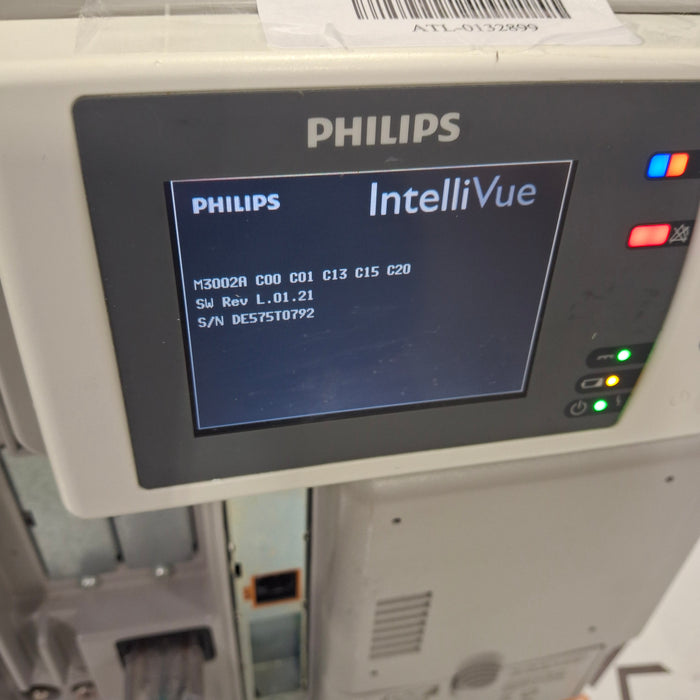 ATL-0132899
PHILIPS
PHILIPS IntelliVue
M3002A C00 C01 C13 C15 C20
SW Rev L.01.21
S/N DE575T0792